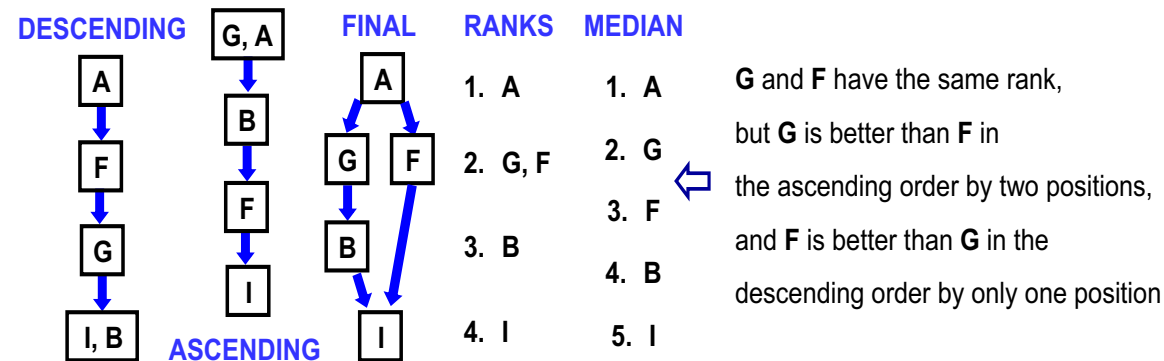 DESCENDING
A
F
G
I, B
G, A
B
F
I
ASCENDING
FINAL
A
G F
B
I
RANKS
1. A
2. G, F
3. B
4. I
MEDIAN
1. A
2. G
3. F
4. B
5. I
G and F have the same rank,
but G is better than F in
the ascending order by two positions,
and F is better than G in the
descending order by only one position